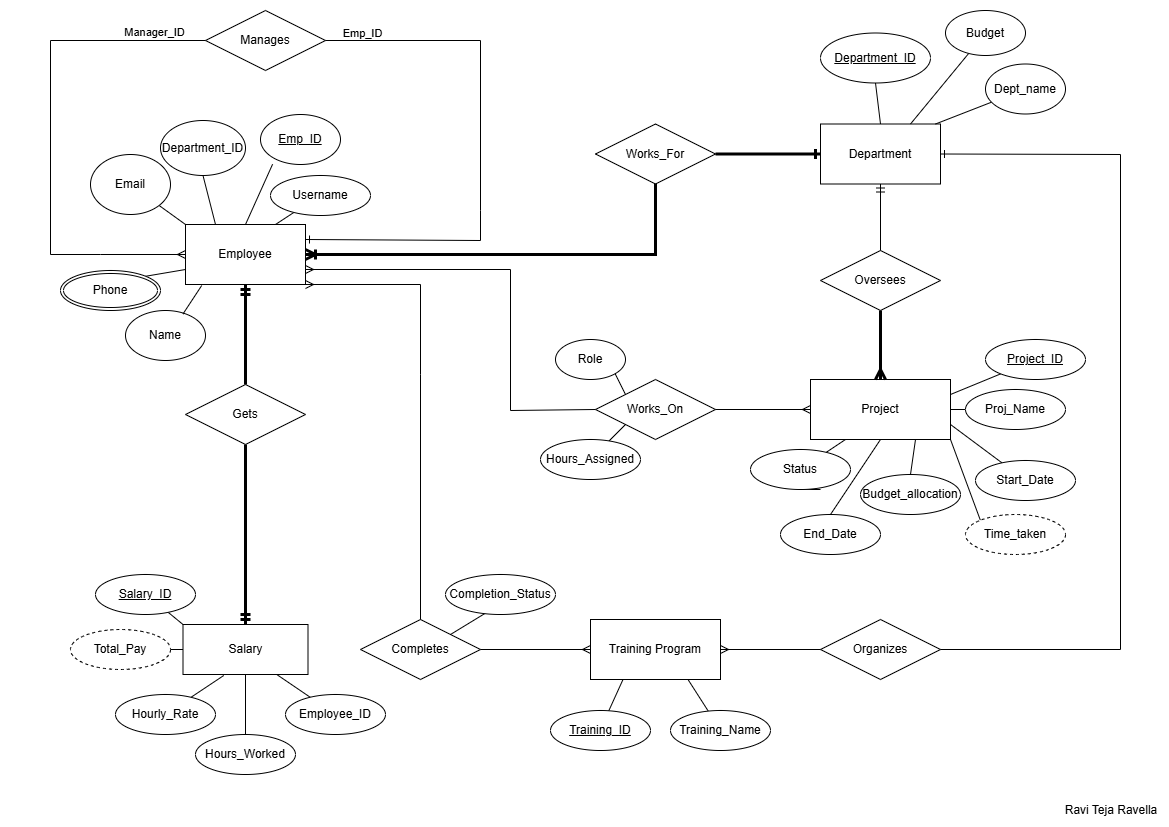 Manager_ID
Manages
Emp_ID
Department_ID
Budget
Dept_name
Department_ID
Emp_ID
Email
Username
Works_For
Department
Employee
Phone
Name
Oversees
Role
Project_ID
Gets
Works_On
Project
Proj_Name
Hours_Assigned
Status
Budget_allocation
Start_Date
End_Date
Time_taken
Salary_ID
Completion_Status
Total_Pay
Salary
Completes
Training Program
Organizes
Hourly_Rate
Employee_ID
Hours_Worked
Training_ID
Training_Name
Ravi Teja Ravella